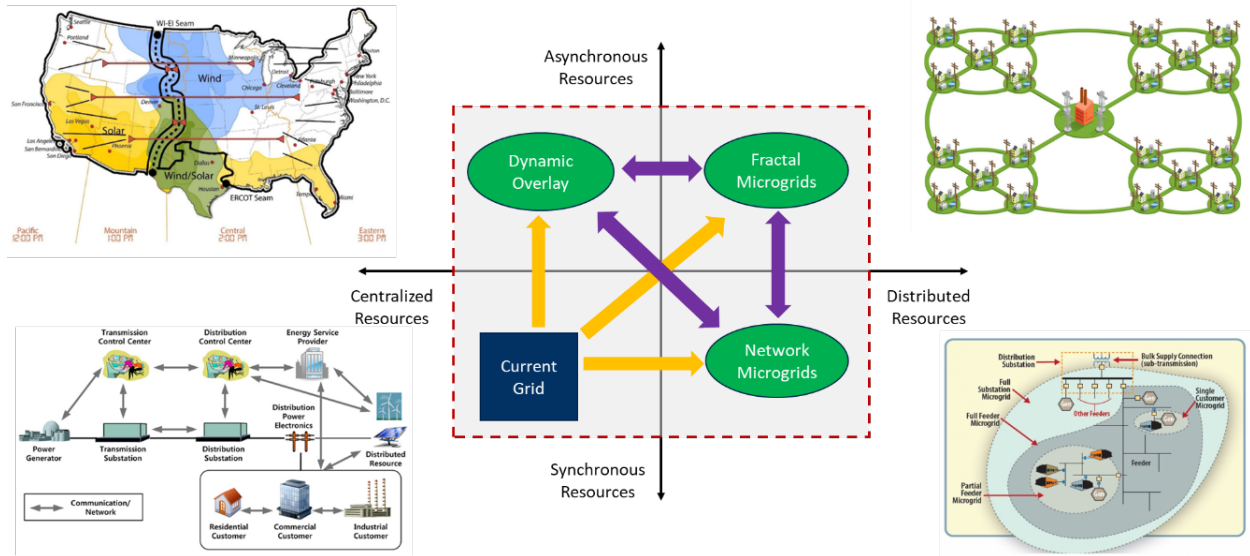 WI-EI Seam
Seattle
Portland
Minneapolis
Boston
Detroit
New York
Pittsburgh
Philadelphia
Cleveland
Baltimore
Washington, D.C.
Chicago
Wind
San Francisco
Denver
St. Louis
Las Vegas
Solar
Los Angeles
San Bernardino
San Diego
Phoenix
Atlanta
Dallas
Wind/Solar
Houston
ERCOT Seam
Tampa
Miami
Pacific
12:00 PM
Mountain
1:00 PM
Central
2:00 PM
Eastern
3:00 PM
Asynchronous
Resources
Dynamic
Overlay
Fractal
Microgrids
Centralized
Resources
Distributed
Resources
Current
Grid
Network
Microgrids
Synchronous
Resources
Transmission
Control Center
Distribution
Control Center
Energy Service
Provider
Distribution
Power
Electronics
Power
Generator
Transmission
Substation
Distribution
Substation
Distributed
Resource
Communication/
Network
Residential
Customer
Commercial
Customer
Industrial
Customer
Distribution
Substation
Bulk Supply Connection
(sub-transmission)
Full
Substation
Microgrid
Single
Customer
Microgrid
Other Feeders
Full Feeder
Microgrid
Feeder
Partial
Feeder
Microgrid